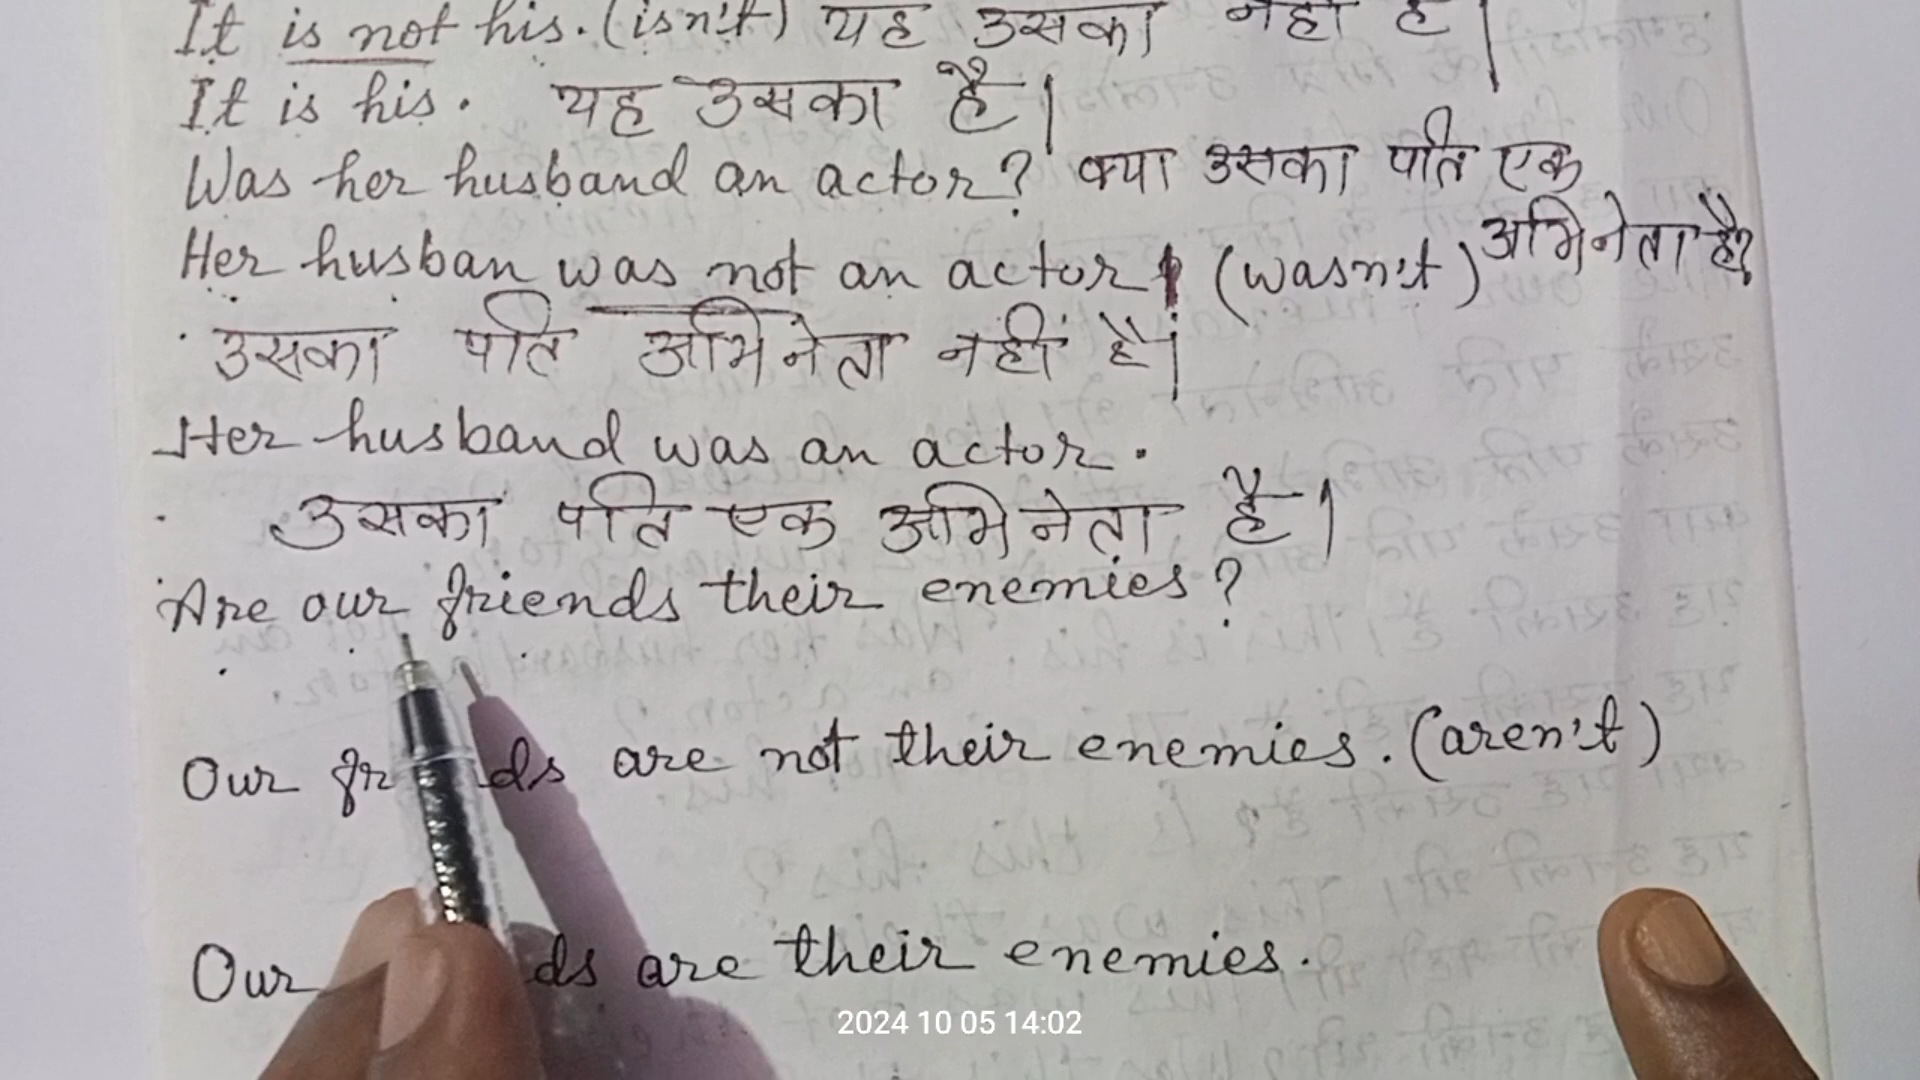 It is not his. (isn't) यह उसका नहीं है।
It is his. यह उसका है।
Was her husband an actor? क्या उसका पति एक
अभिनेता है?
Her husban was not an actor (wasn't)
उसका पति अभिनेता नहीं है।
Her husband was an actor.
उसका पति एक अभिनेता है।
Are our friends their enemies?
Our fr ds are not their enemies. (aren't)
Our ds are their enemies.
2024 10 05 14:02